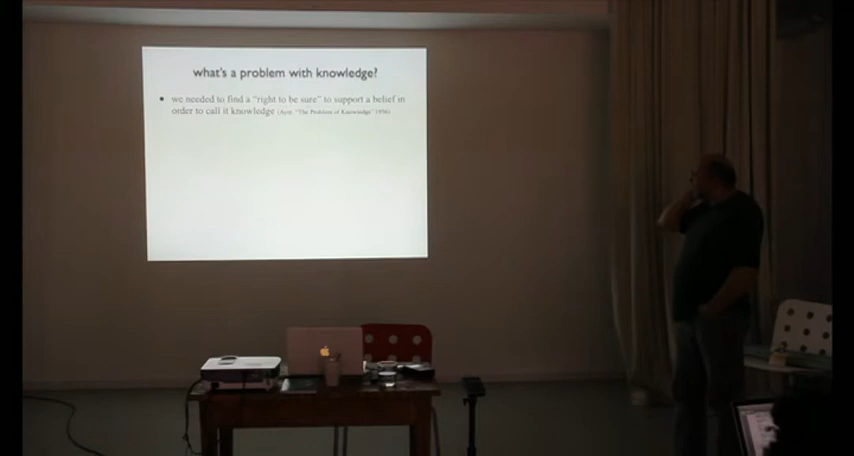 what's a problem with knowledge?
• we needed to find a "right to be sure" to support a belief in
order to call it knowledge (Ayer, "The Problem of Knowledge" 1956)